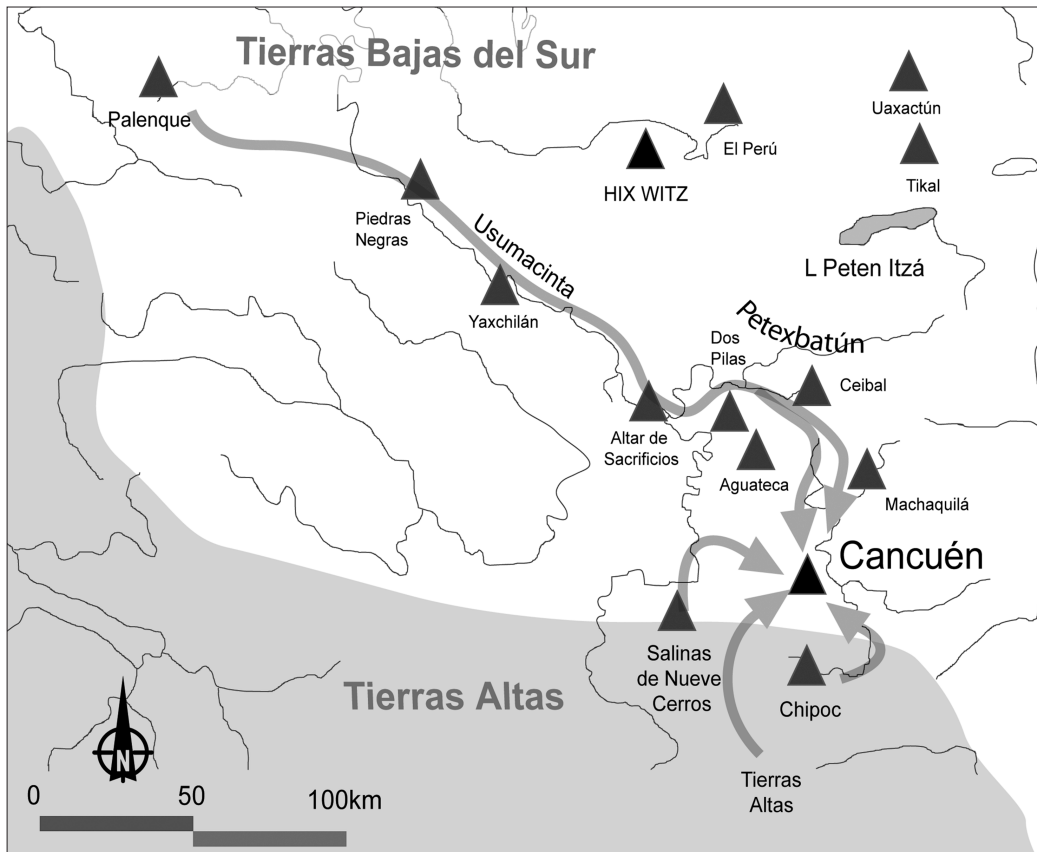 Tierras Bajas del Sur
Palenque
Uaxactún
El Perú
Tikal
HIX WITZ
Piedras
Negras
Usumacinta
L Peten Itzá
Yaxchilán
Petexbatún
Dos
Pilas
Ceibal
Altar de
Sacrificios
Aguateca
Machaquilá
Cancuén
Salinas
de Nueve
Cerros
Tierras Altas
Chipoc
N
Tierras
Altas
0
50
100km